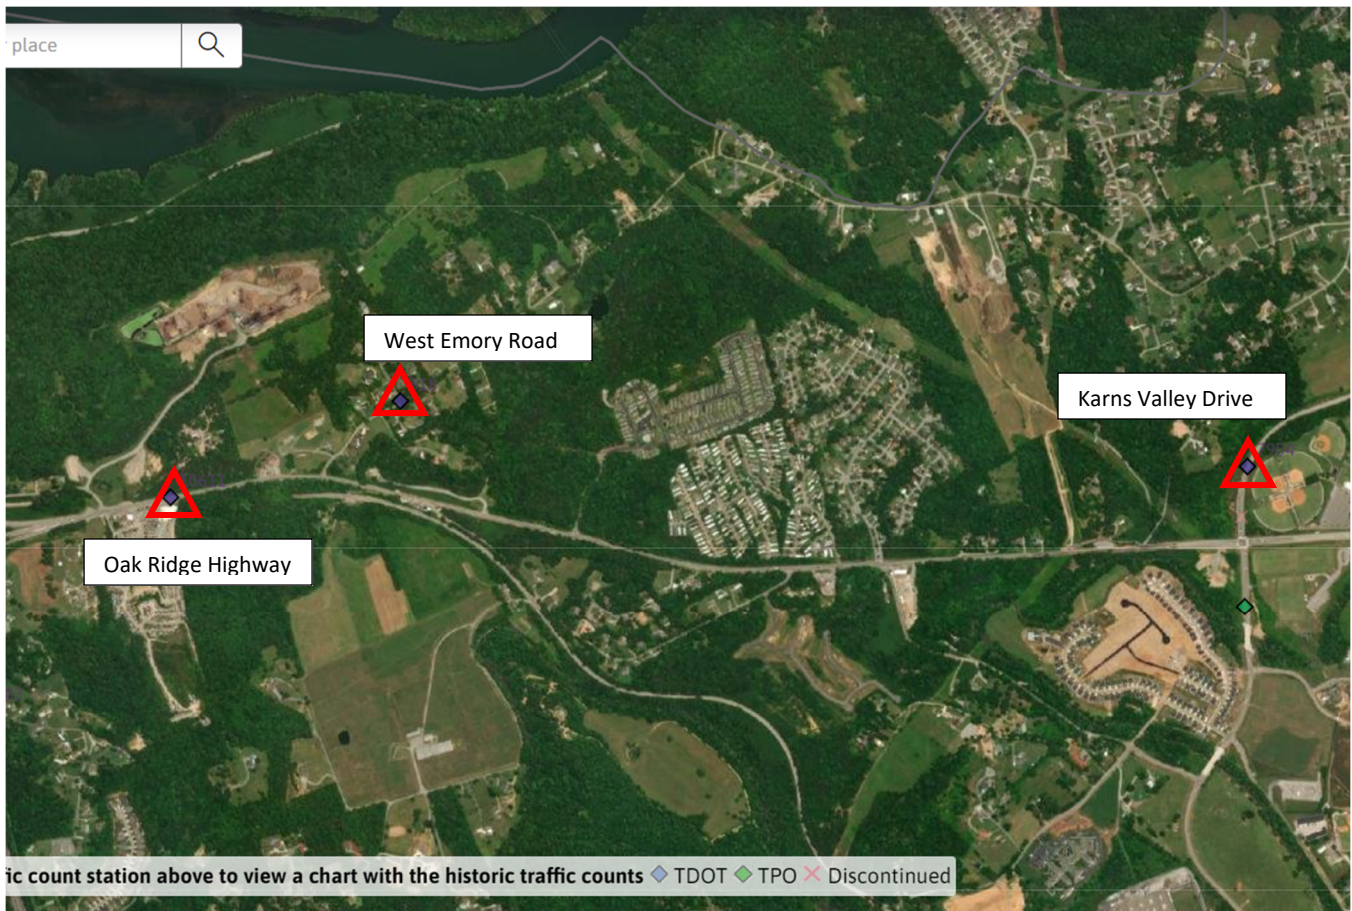 place
West Emory Road
Karns Valley Drive
Oak Ridge Highway
fic count station above to view a chart with the historic traffic counts TDOT TPO Discontinued